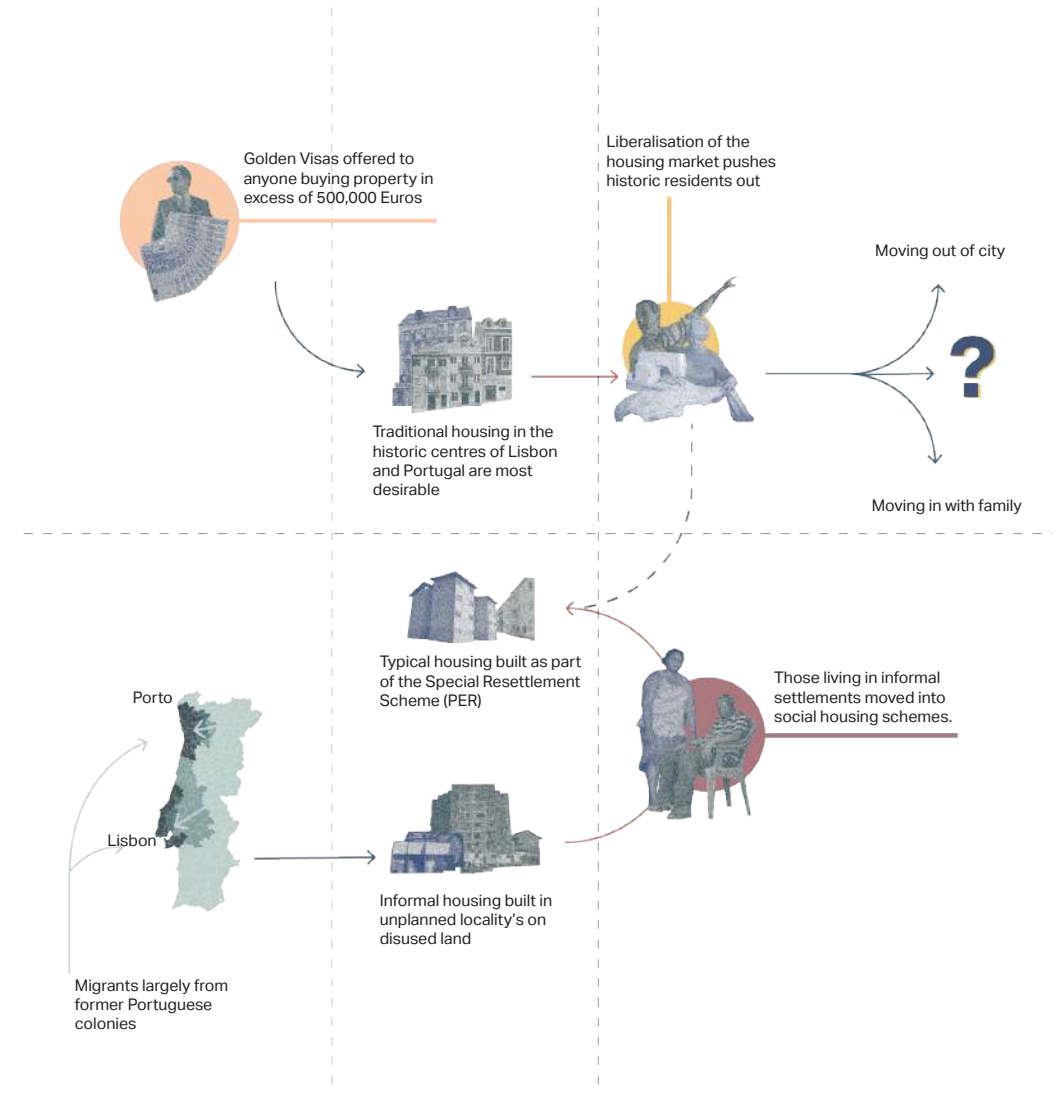 Golden Visas offered to
anyone buying property in
excess of 500,000 Euros
Liberalisation of the
housing market pushes
historic residents out
Moving out of city
?
Traditional housing in the
historic centres of Lisbon
and Portugal are most
desirable
Moving in with family
Typical housing built as part
of the Special Resettlement
Scheme (PER)
Those living in informal
settlements moved into
social housing schemes.
Porto
Lisbon
Informal housing built in
unplanned locality's on
disused land
Migrants largely from
former Portuguese
colonies